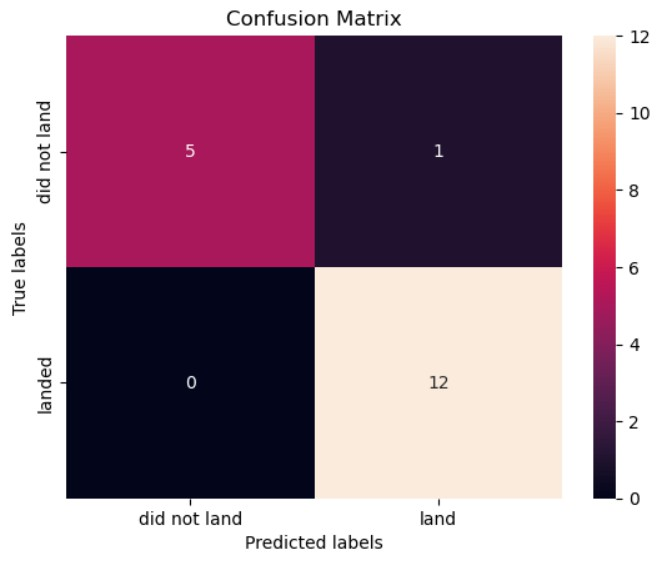 Confusion Matrix
True labels
did not land
landed
5
1
0
12
did not land
land
Predicted labels
12
10
8
6
4
2
0